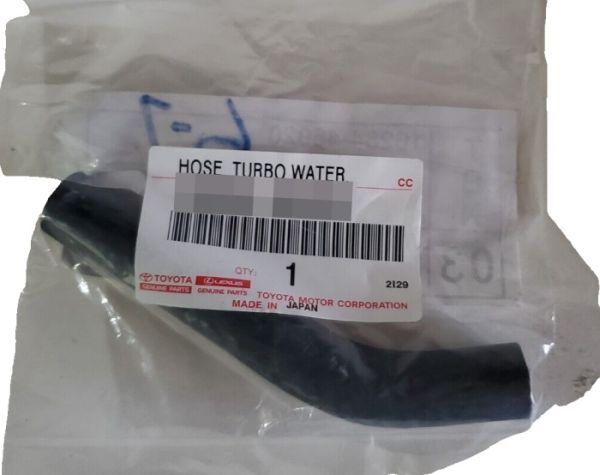 HOSE TURBO WATER
CC
QTY: 1
2129
TOYOTA
GENUINE PARTS
LEXUS
GENUINE PARTS
TOYOTA MOTOR CORPORATION
MADE IN JAPAN
03